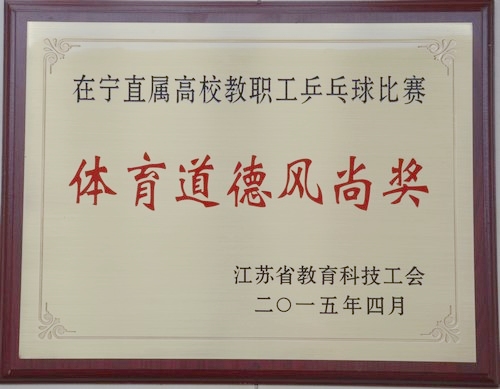 在宁直属高校教职工乒乓球比赛
体育道德风尚奖
江苏省教育科技工会
二〇一五年四月